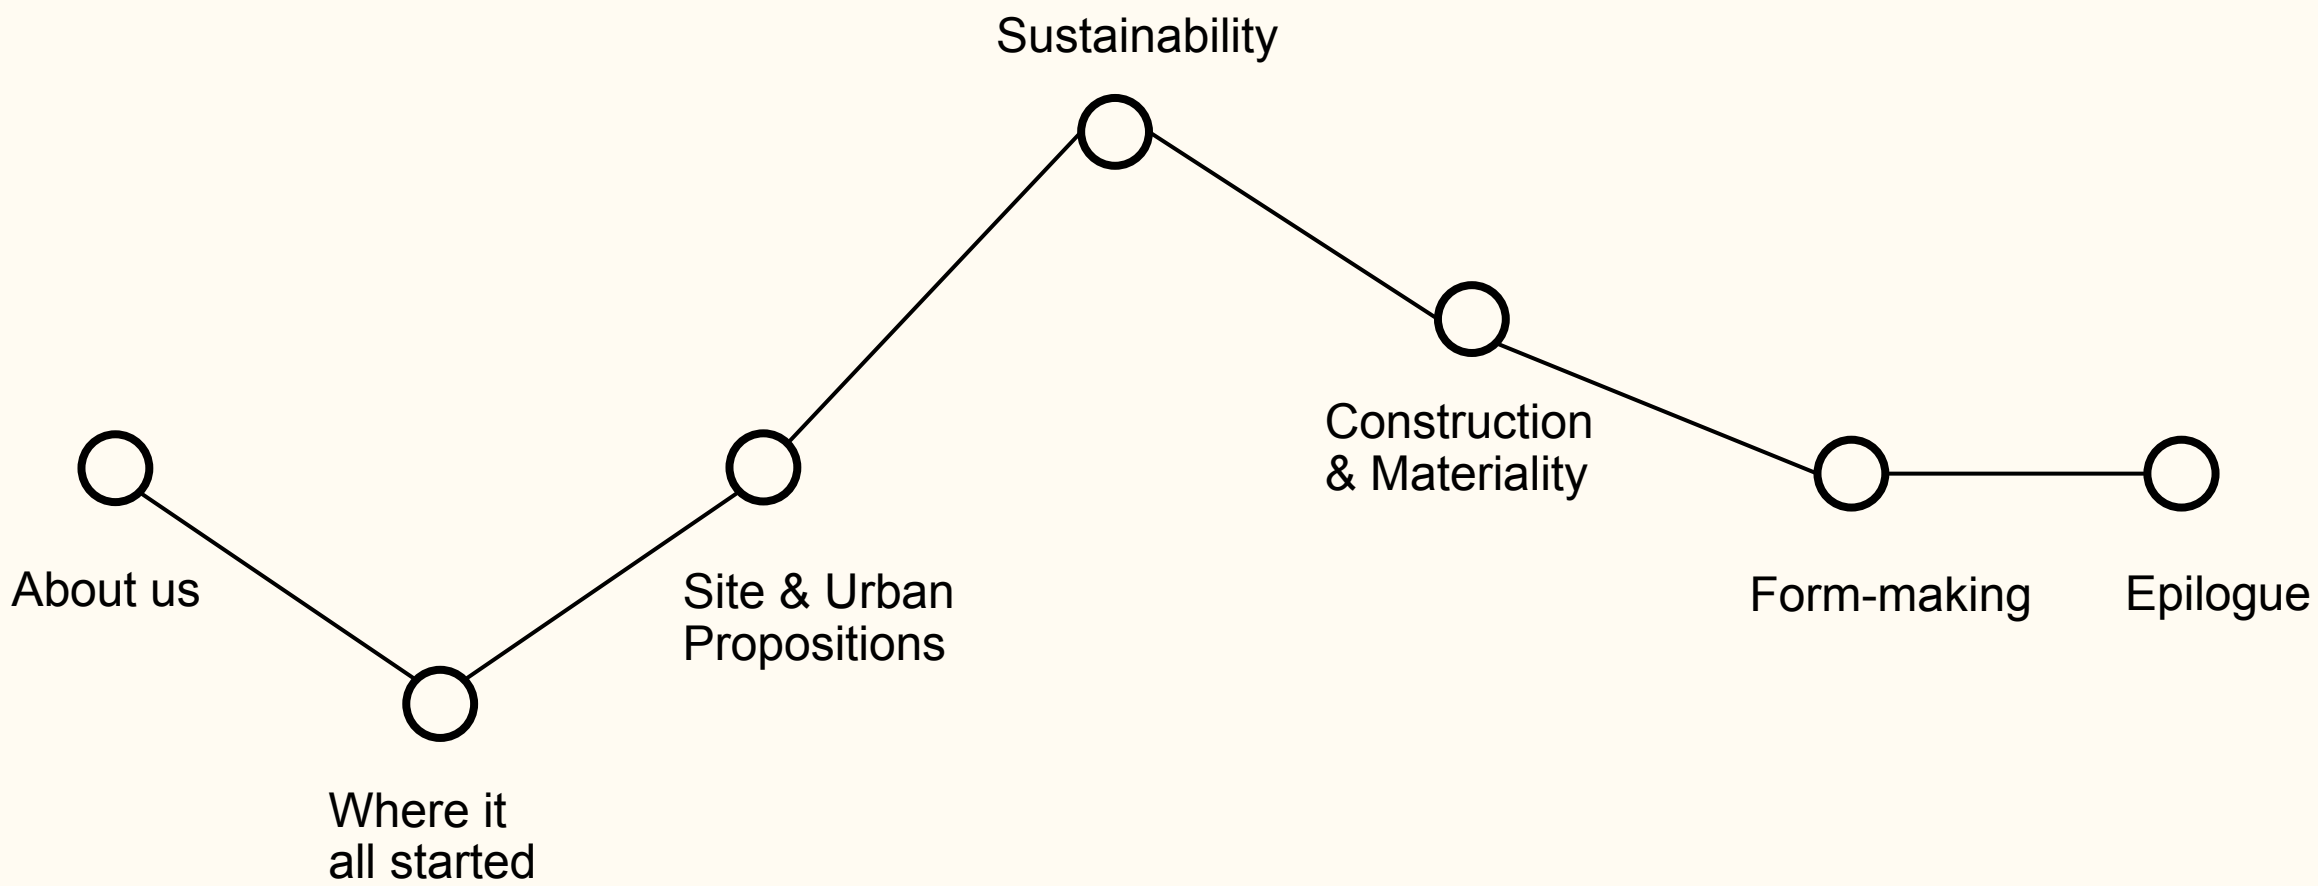 About us
Where it
all started
Site & Urban
Propositions
Sustainability
Construction
& Materiality
Form-making
Epilogue